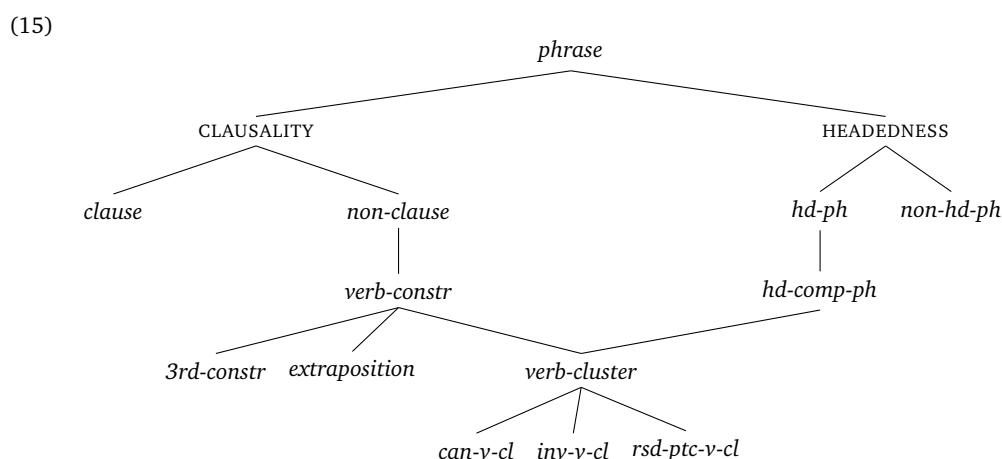 (15)
phrase
CLAUSALITY HEADEDNESS
clause non-clause hd-ph non-hd-ph
verb-constr hd-comp-ph
3rd-constr extraposition verb-cluster
can-v-cl inv-v-cl rsd-ptc-v-cl